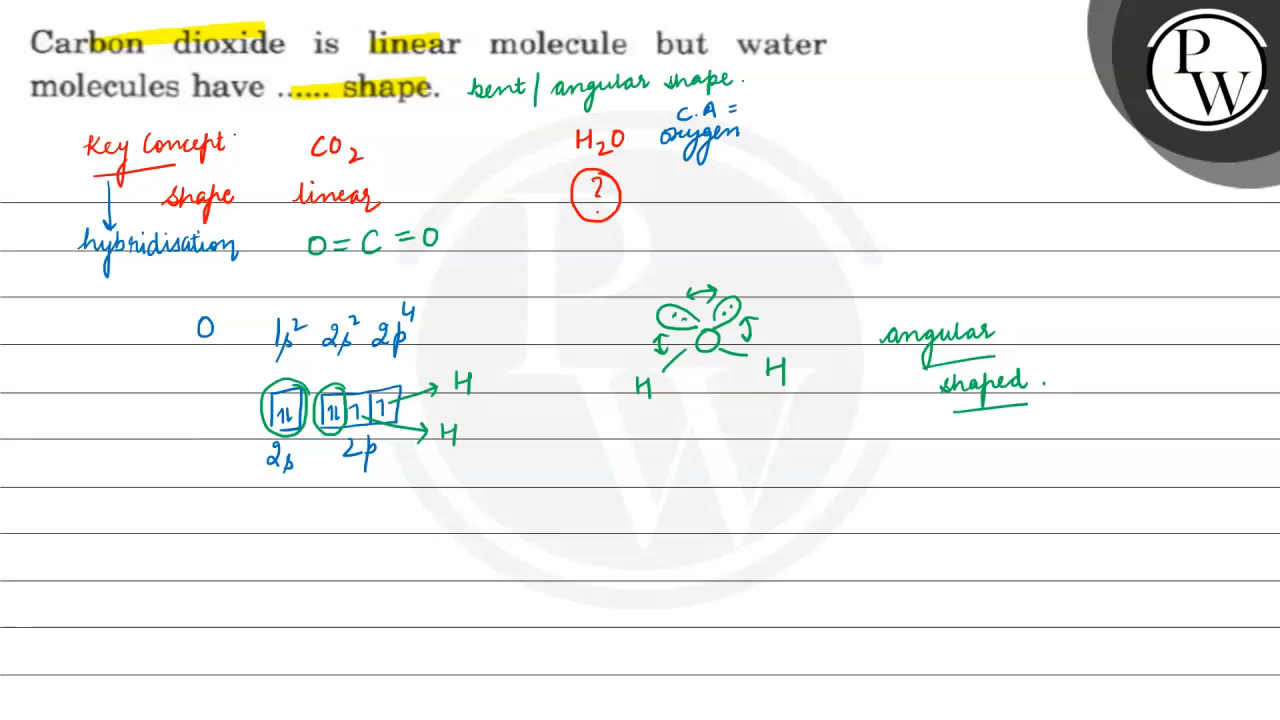 Carbon dioxide is linear molecule but water
molecules have ...... shape. bent / angular shape.
Key Concept CO2 H2O C.A = oxygen
shape linear ?
hybridisation O = C = O
O 1s² 2s² 2p⁴
H
H
2s 2p
O
H H
angular
shaped.
P
W